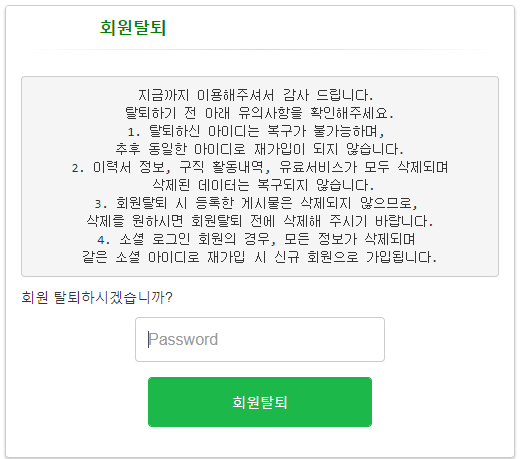 회원탈퇴
지금까지 이용해주셔서 감사 드립니다.
탈퇴하기 전 아래 유의사항을 확인해주세요.
1. 탈퇴하신 아이디는 복구가 불가능하며,
추후 동일한 아이디로 재가입이 되지 않습니다.
2. 이력서 정보, 구직 활동내역, 유료서비스가 모두 삭제되며
삭제된 데이터는 복구되지 않습니다.
3. 회원탈퇴 시 등록한 게시물은 삭제되지 않으므로,
삭제를 원하시면 회원탈퇴 전에 삭제해 주시기 바랍니다.
4. 소셜 로그인 회원의 경우, 모든 정보가 삭제되며
같은 소셜 아이디로 재가입 시 신규 회원으로 가입됩니다.
회원 탈퇴하시겠습니까?
Password
회원탈퇴